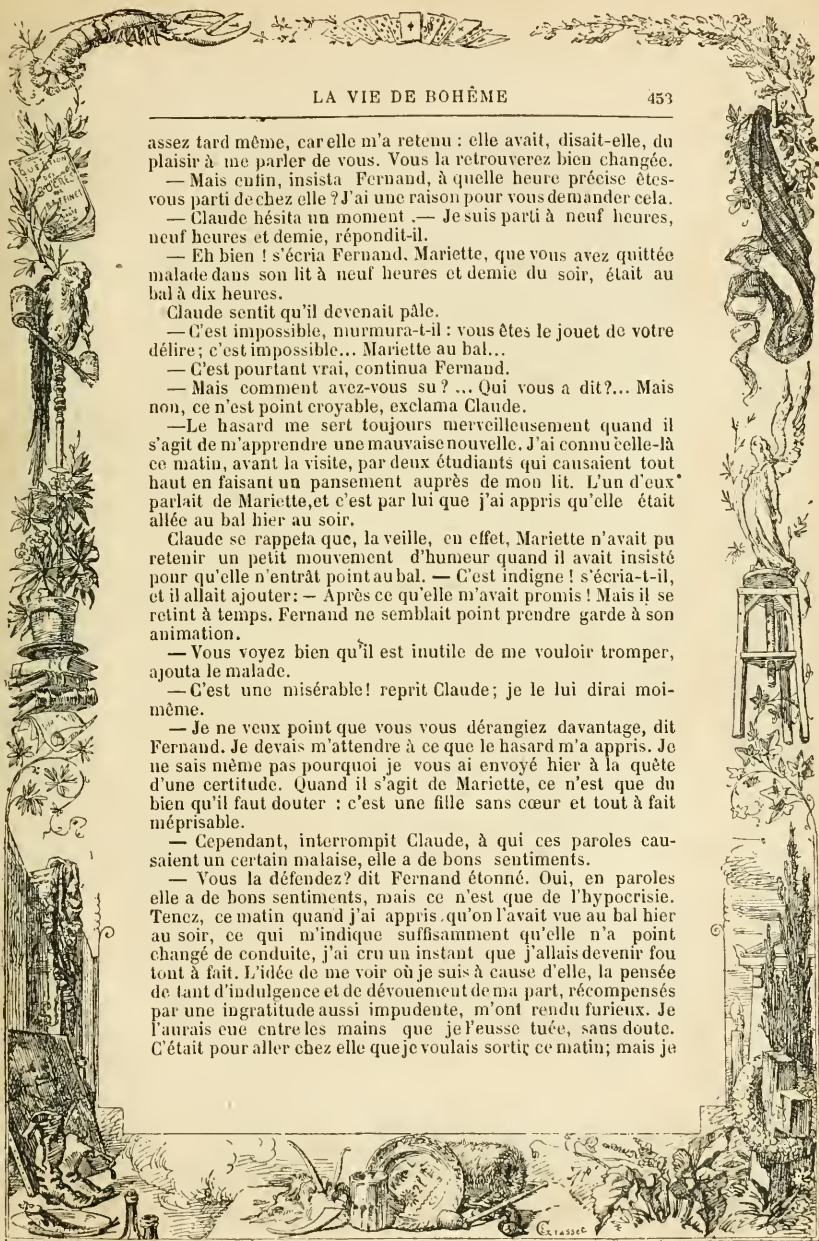 LA VIE DE BOHÊME 453
assez tard même, car elle m'a retenu : elle avait, disait-elle, du
plaisir à me parler de vous. Vous la retrouverez bien changée.
— Mais enfin, insista Fernand, à quelle heure précise êtes-
vous parti de chez elle ? J'ai une raison pour vous demander cela.
— Claude hésita un moment .— Je suis parti à neuf heures,
neuf heures et demie, répondit-il.
— Eh bien ! s'écria Fernand, Mariette, que vous avez quittée
malade dans son lit à neuf heures et demie du soir, était au
bal à dix heures.
Claude sentit qu'il devenait pâle.
— C'est impossible, murmura-t-il : vous êtes le jouet de votre
délire ; c'est impossible... Mariette au bal...
— C'est pourtant vrai, continua Fernand.
— Mais comment avez-vous su ? ... Qui vous a dit ?... Mais
non, ce n'est point croyable, exclama Claude.
—Le hasard me sert toujours merveilleusement quand il
s'agit de m'apprendre une mauvaise nouvelle. J'ai connu celle-là
ce matin, avant la visite, par deux étudiants qui causaient tout
haut en faisant un pansement auprès de mon lit. L'un d'eux
parlait de Mariette, et c'est par lui que j'ai appris qu'elle était
allée au bal hier au soir.
Claude se rappela que, la veille, en effet, Mariette n'avait pu
retenir un petit mouvement d'humeur quand il avait insisté
pour qu'elle n'entrât point au bal. — C'est indigne ! s'écria-t-il,
et il allait ajouter : — Après ce qu'elle m'avait promis ! Mais il se
retint à temps. Fernand ne semblait point prendre garde à son
animation.
— Vous voyez bien qu'il est inutile de me vouloir tromper,
ajouta le malade.
— C'est une misérable ! reprit Claude ; je le lui dirai moi-
même.
— Je ne veux point que vous vous dérangiez davantage, dit
Fernand. Je devais m'attendre à ce que le hasard m'a appris. Je
ne sais même pas pourquoi je vous ai envoyé hier à la quête
d'une certitude. Quand il s'agit de Mariette, ce n'est que du
bien qu'il faut douter : c'est une fille sans cœur et tout à fait
méprisable.
— Cependant, interrompit Claude, à qui ces paroles cau-
saient un certain malaise, elle a de bons sentiments.
— Vous la défendez ? dit Fernand étonné. Oui, en paroles
elle a de bons sentiments, mais ce n'est que de l'hypocrisie.
Tenez, ce matin quand j'ai appris qu'on l'avait vue au bal hier
au soir, ce qui m'indique suffisamment qu'elle n'a point
changé de conduite, j'ai cru un instant que j'allais devenir fou
tout à fait. L'idée de me voir où je suis à cause d'elle, la pensée
de tant d'indulgence et de dévouement de ma part, récompensés
par une ingratitude aussi impudente, m'ont rendu furieux. Je
l'aurais eue entre les mains que je l'eusse tuée, sans doute.
C'était pour aller chez elle que je voulais sortir ce matin ; mais je